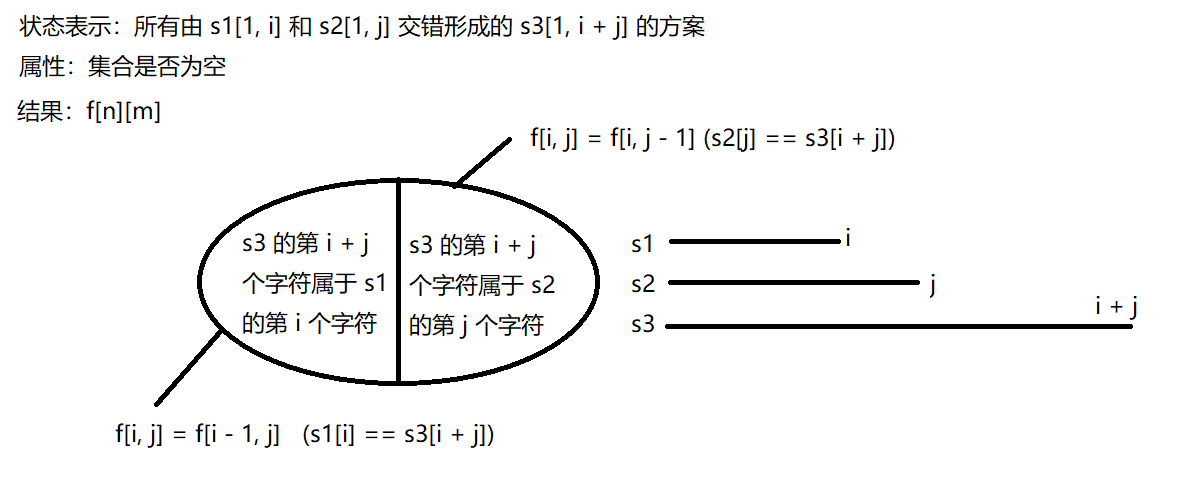 状态表示：所有由 s1[1, i] 和 s2[1, j] 交错形成的 s3[1, i + j] 的方案
属性：集合是否为空
结果：f[n][m]
f[i, j] = f[i, j - 1] (s2[j] == s3[i + j])
s3 的第 i + j
个字符属于 s1
的第 i 个字符
s3 的第 i + j
个字符属于 s2
的第 j 个字符
s1
i
s2
j
s3
i + j
f[i, j] = f[i - 1, j] (s1[i] == s3[i + j])